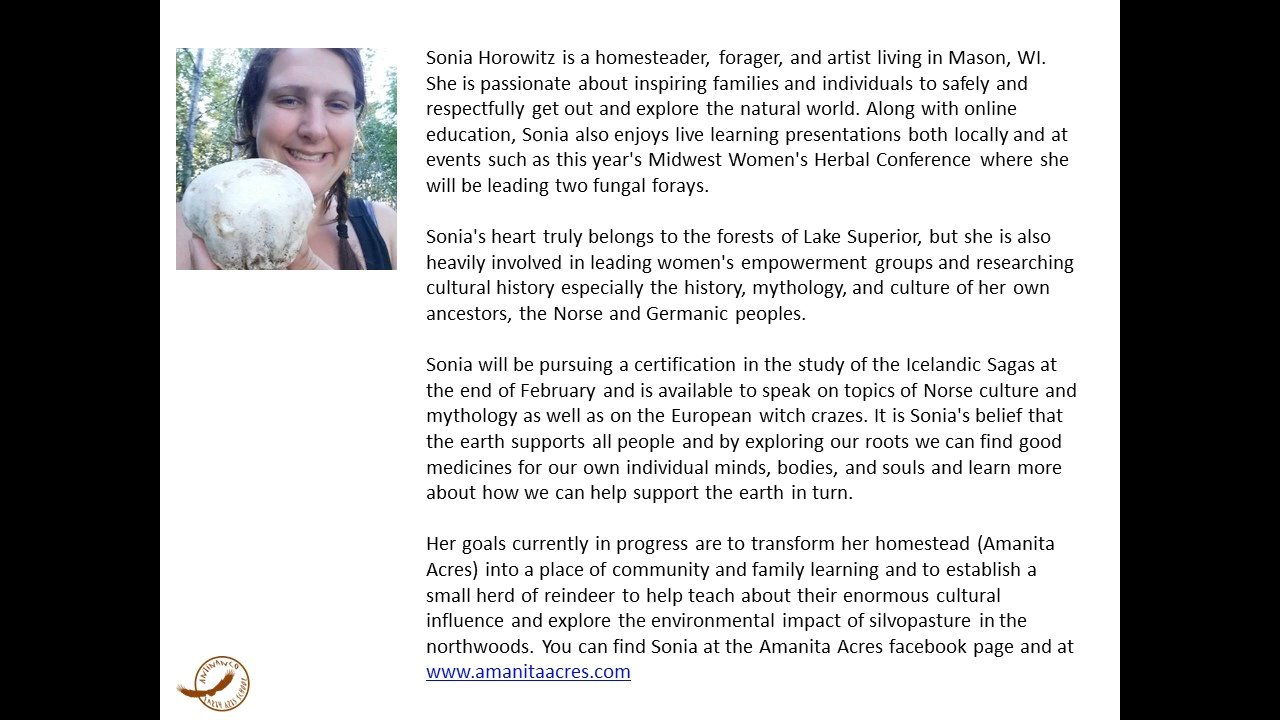 Sonia Horowitz is a homesteader, forager, and artist living in Mason, WI.
She is passionate about inspiring families and individuals to safely and
respectfully get out and explore the natural world. Along with online
education, Sonia also enjoys live learning presentations both locally and at
events such as this year's Midwest Women's Herbal Conference where she
will be leading two fungal forays.
Sonia's heart truly belongs to the forests of Lake Superior, but she is also
heavily involved in leading women's empowerment groups and researching
cultural history especially the history, mythology, and culture of her own
ancestors, the Norse and Germanic peoples.
Sonia will be pursuing a certification in the study of the Icelandic Sagas at
the end of February and is available to speak on topics of Norse culture and
mythology as well as on the European witch crazes. It is Sonia's belief that
the earth supports all people and by exploring our roots we can find good
medicines for our own individual minds, bodies, and souls and learn more
about how we can help support the earth in turn.
Her goals currently in progress are to transform her homestead (Amanita
Acres) into a place of community and family learning and to establish a
small herd of reindeer to help teach about their enormous cultural
influence and explore the environmental impact of silvopasture in the
northwoods. You can find Sonia at the Amanita Acres facebook page and at
www.amanitaacres.com
EARTH ARTS SCHOOL